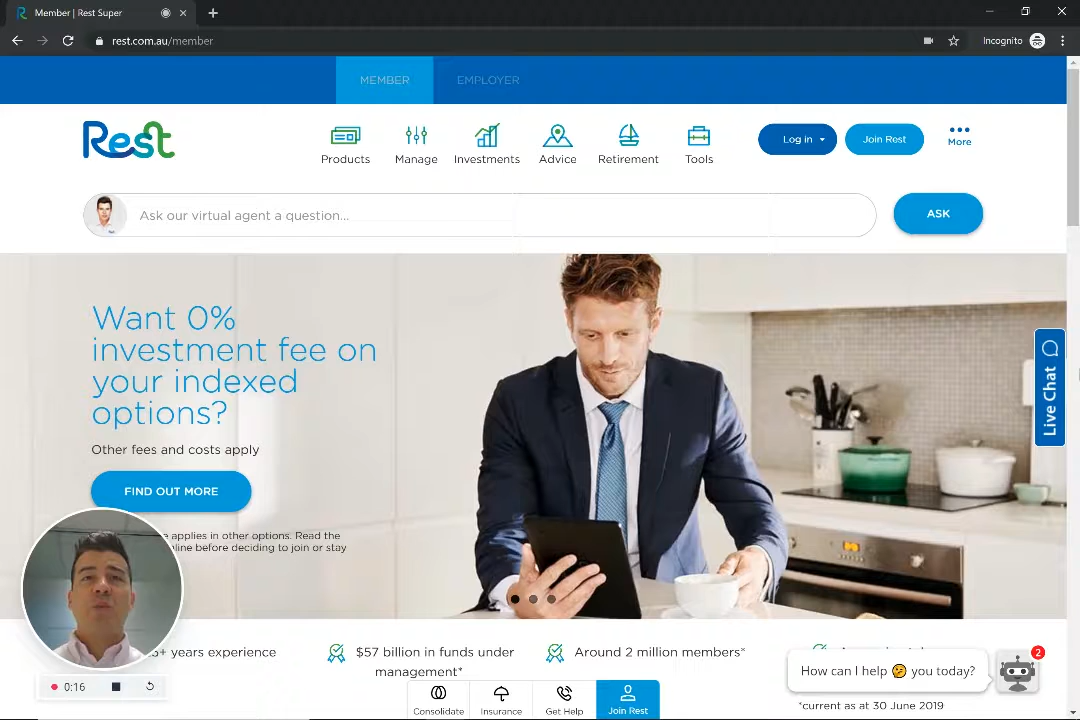 Member | Rest Super
rest.com.au/member
Incognito
MEMBER
EMPLOYER
Rest
Products
Manage
Investments
Advice
Retirement
Tools
Log in
Join Rest
More
Ask our virtual agent a question...
ASK
Want 0%
investment fee on
your indexed
options?
Other fees and costs apply
FIND OUT MORE
applies in other options. Read the
before deciding to join or stay
Live Chat
years experience
$57 billion in funds under
management*
Around 2 million members*
How can I help you today?
2
*current as at 30 June 2019
0:16
Consolidate
Insurance
Get Help
Join Rest